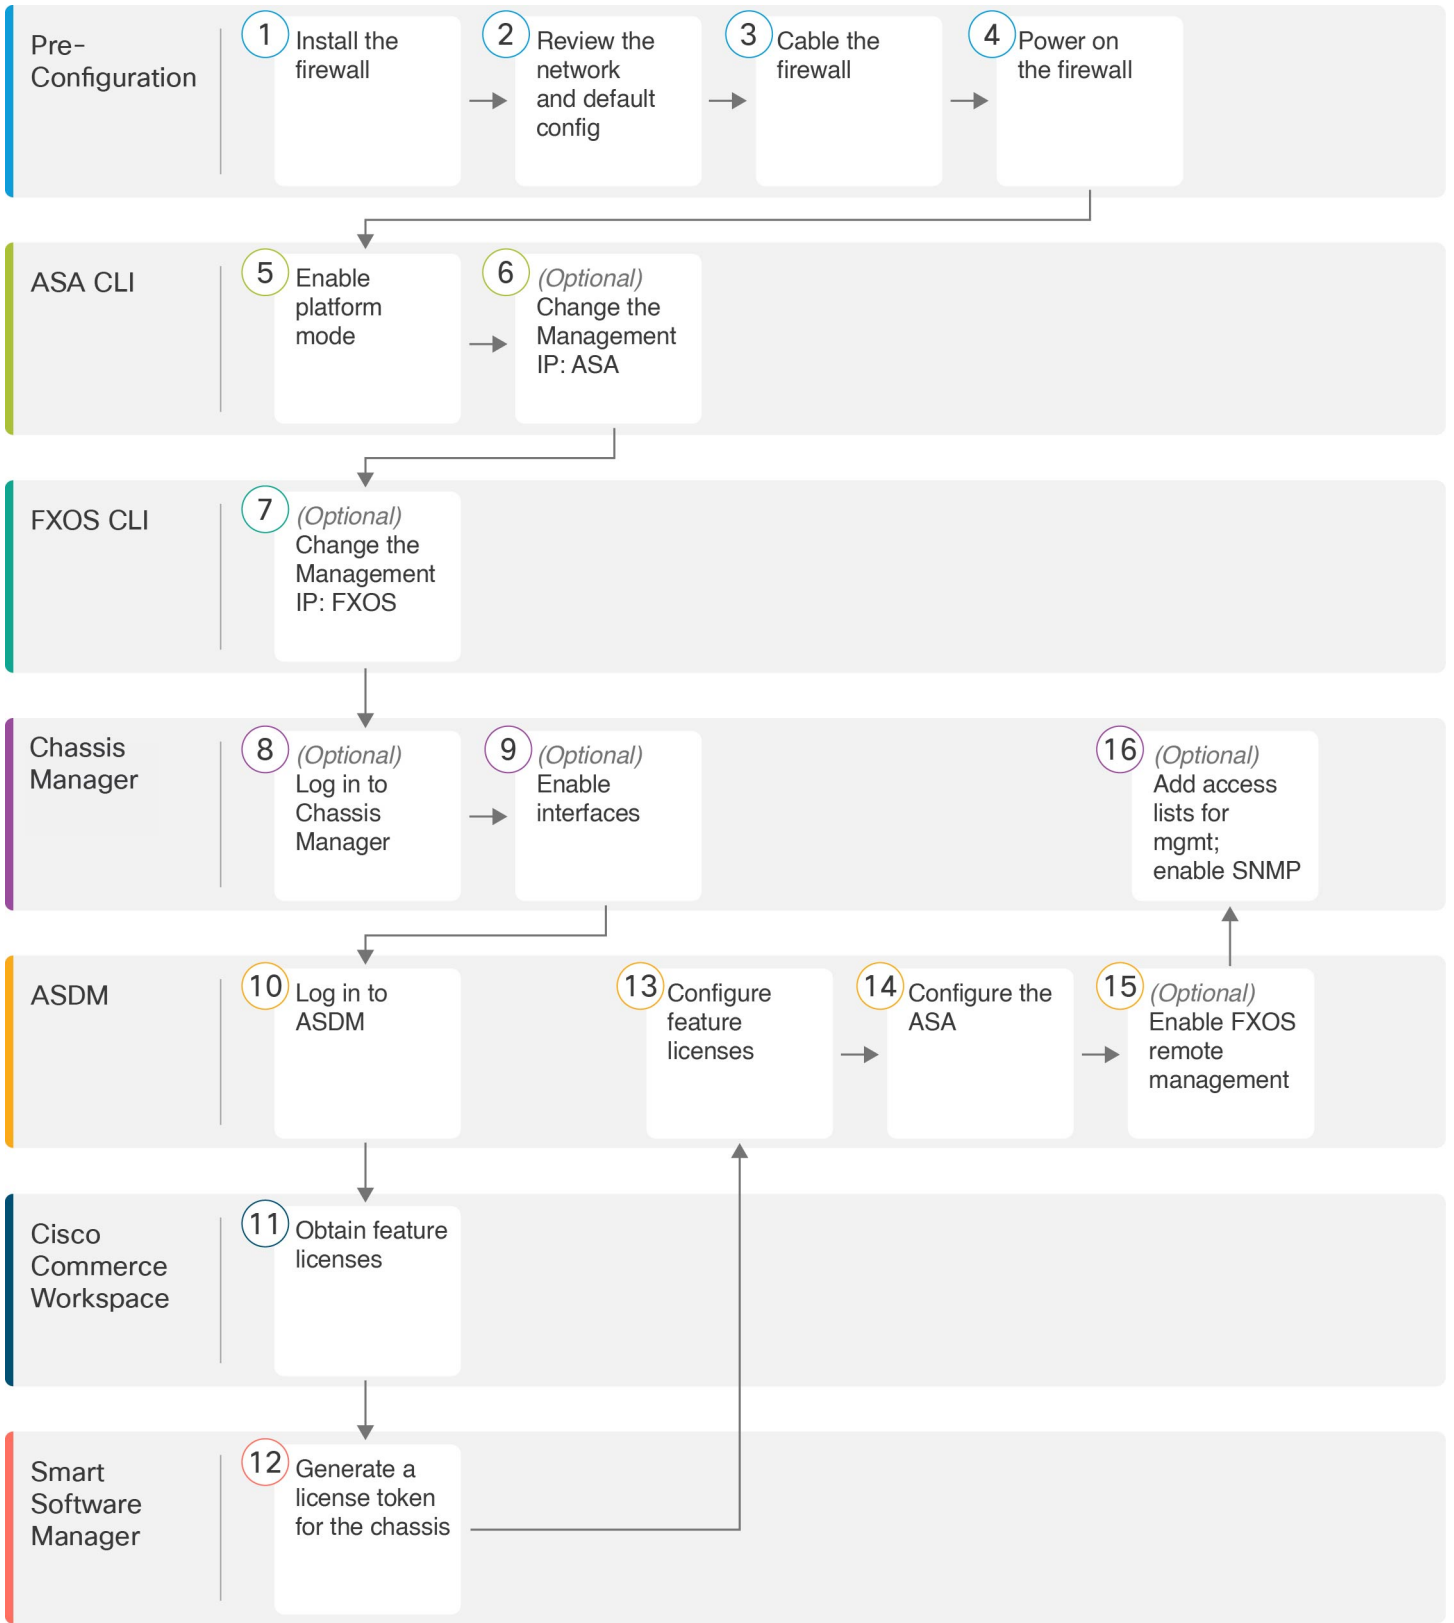 Pre-
Configuration
1
Install the
firewall
2
Review the
network
and default
config
3
Cable the
firewall
4
Power on
the firewall
ASA CLI
5
Enable
platform
mode
6
(Optional)
Change the
Management
IP: ASA
FXOS CLI
7
(Optional)
Change the
Management
IP: FXOS
Chassis
Manager
8
(Optional)
Log in to
Chassis
Manager
9
(Optional)
Enable
interfaces
16
(Optional)
Add access
lists for
mgmt;
enable SNMP
ASDM
10
Log in to
ASDM
13
Configure
feature
licenses
14
Configure the
ASA
15
(Optional)
Enable FXOS
remote
management
Cisco
Commerce
Workspace
11
Obtain feature
licenses
Smart
Software
Manager
12
Generate a
license token
for the chassis